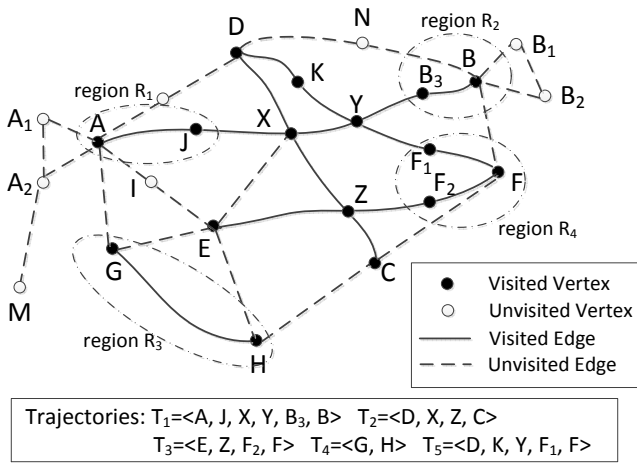 N
region R₂
B₁
D
K
B₃
B
A₁
region R₁
B₂
A
J
X
Y
A₂
I
F₁
F
F₂
Z
region R₄
E
G
C
M
region R₃
H
Visited Vertex
Unvisited Vertex
Visited Edge
Unvisited Edge
Trajectories: T₁=<A, J, X, Y, B₃, B> T₂=<D, X, Z, C>
T₃=<E, Z, F₂, F> T₄=<G, H> T₅=<D, K, Y, F₁, F>